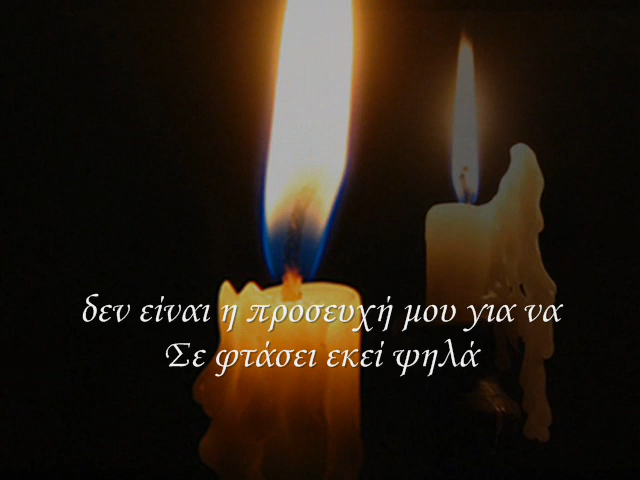 δεν είναι η προσευχή μου για να
Σε φτάσει εκεί ψηλά